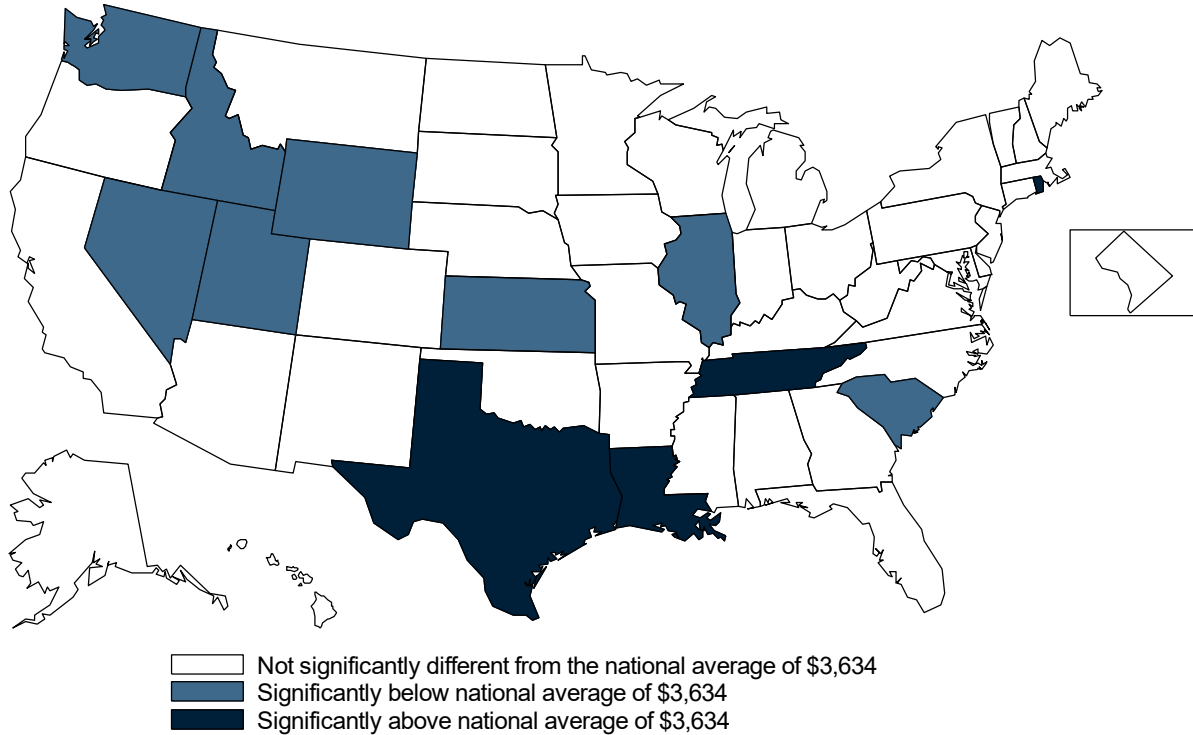 Not significantly different from the national average of $3,634
Significantly below national average of $3,634
Significantly above national average of $3,634